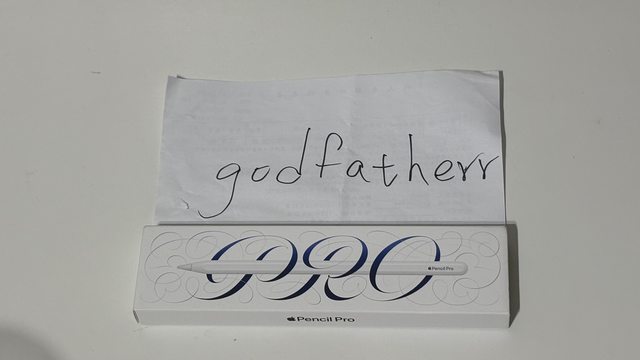 godfatherr
PRO
Pencil Pro
Pencil Pro